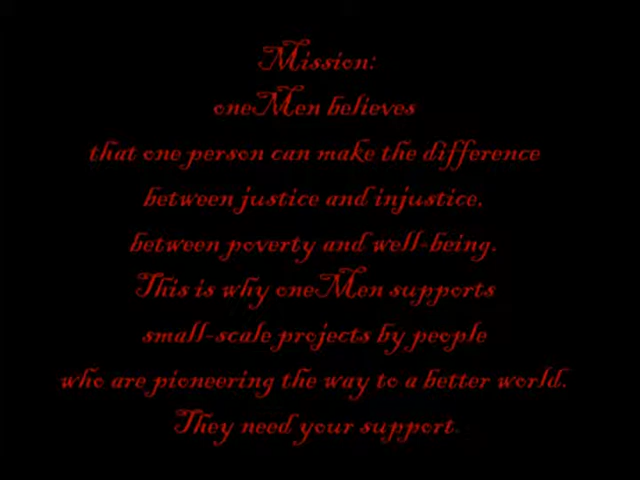 Mission:
oneMen believes
that one person can make the difference
between justice and injustice,
between poverty and well-being.
This is why oneMen supports
small-scale projects by people
who are pioneering the way to a better world.
They need your support.